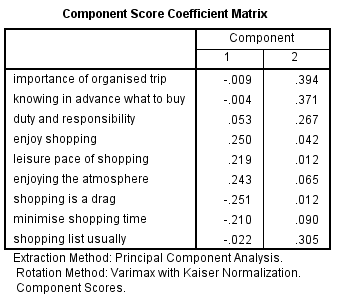 Component Score Coefficient Matrix
Component
1 2
importance of organised trip -.009 .394
knowing in advance what to buy -.004 .371
duty and responsibility .053 .267
enjoy shopping .250 .042
leisure pace of shopping .219 .012
enjoying the atmosphere .243 .065
shopping is a drag -.251 .012
minimise shopping time -.210 .090
shopping list usually -.022 .305
Extraction Method: Principal Component Analysis.
Rotation Method: Varimax with Kaiser Normalization.
Component Scores.